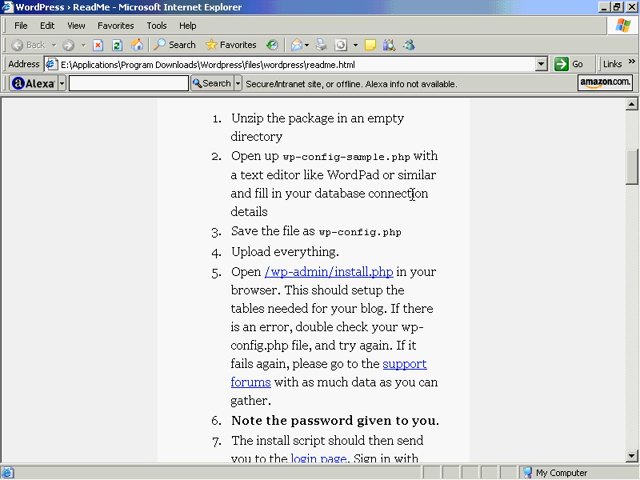 WordPress › ReadMe - Microsoft Internet Explorer
File Edit View Favorites Tools Help
Back Search Favorites
Address E:\Applications\Program Downloads\Wordpress\files\wordpress\readme.html Go Links »
Alexa Search Secure/intranet site, or offline. Alexa info not available. amazon.com.
1. Unzip the package in an empty
directory
2. Open up wp-config-sample.php with
a text editor like WordPad or similar
and fill in your database connection
details
3. Save the file as wp-config.php
4. Upload everything.
5. Open /wp-admin/install.php in your
browser. This should setup the
tables needed for your blog. If there
is an error, double check your wp-
config.php file, and try again. If it
fails again, please go to the support
forums with as much data as you can
gather.
6. Note the password given to you.
7. The install script should then send
you to the login page. Sign in with
My Computer